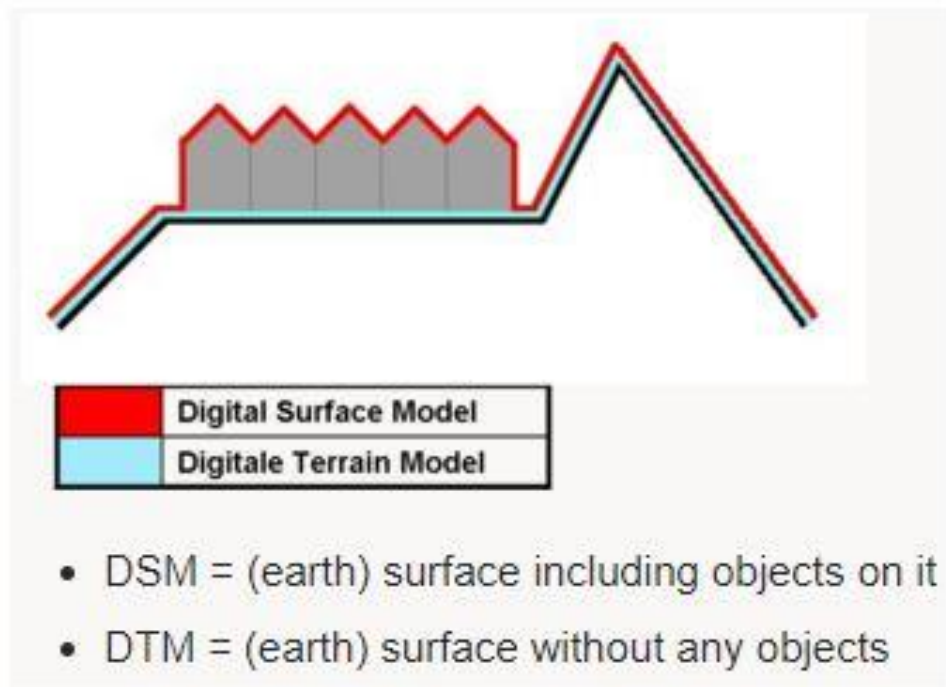 Digital Surface Model
Digitale Terrain Model
• DSM = (earth) surface including objects on it
• DTM = (earth) surface without any objects